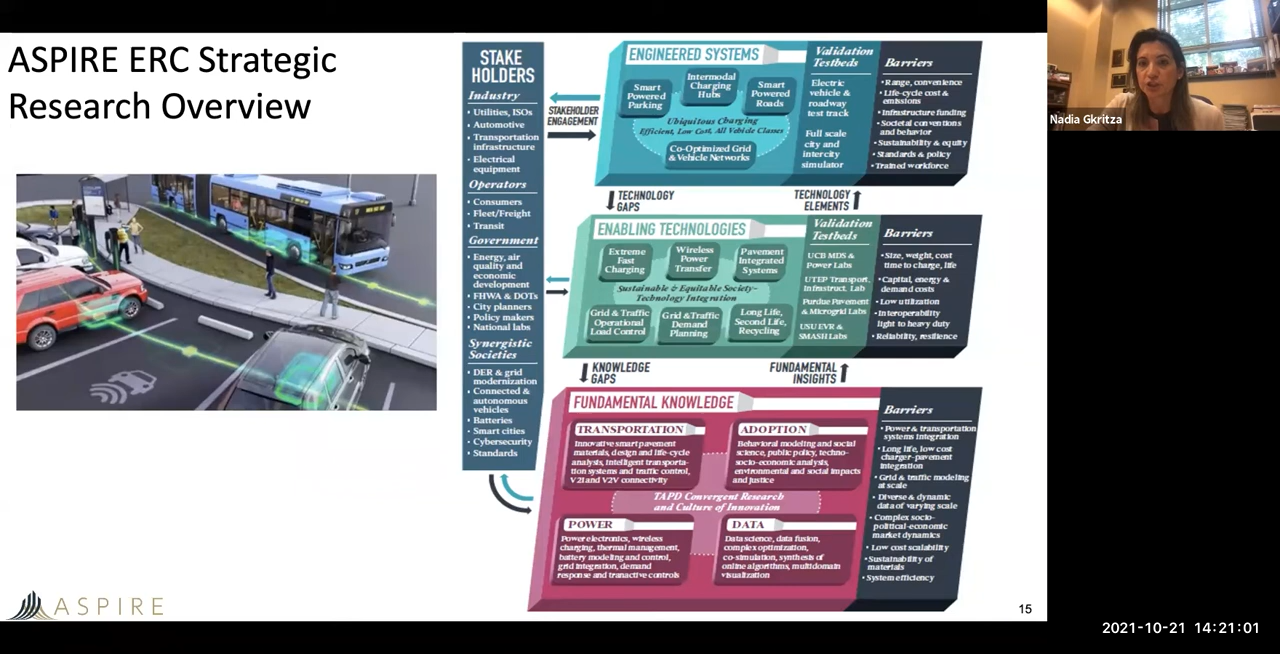 ASPIRE ERC Strategic
Research Overview
STAKE
HOLDERS
Industry
• Utilities, ISOs
• Automotive
• Transportation
infrastructure
• Electrical
equipment
Operators
• Consumers
• Fleet/Freight
• Transit
Government
• Energy, air
quality and
economic
development
• FHWA & DOTs
• City planners
• Policy makers
• National labs
Synergistic
Societies
• DER & grid
modernization
• Connected &
autonomous
vehicles
• Batteries
• Smart cities
• Cybersecurity
• Standards
STAKEHOLDER
ENGAGEMENT
ENGINEERED SYSTEMS
Smart
Powered
Parking
Intermodal
Charging
Hubs
Smart
Powered
Roads
Ubiquitous Charging
Efficient, Low Cost, All Vehicle Classes
Co-Optimized Grid
& Vehicle Networks
Validation
Testbeds
Electric
vehicle &
roadway
test track
Full scale
city and
intercity
simulator
Barriers
• Range, convenience
• Life-cycle cost &
emissions
• Infrastructure funding
• Societal conventions
and behavior
• Sustainability & equity
• Standards & policy
• Trained workforce
TECHNOLOGY
GAPS
TECHNOLOGY
ELEMENTS
ENABLING TECHNOLOGIES
Extreme
Fast
Charging
Wireless
Power
Transfer
Pavement
Integrated
Systems
Sustainable & Equitable Society-
Technology Integration
Grid & Traffic
Operational
Load Control
Grid &Traffic
Demand
Planning
Long Life,
Second Life,
Recycling
Validation
Testbeds
UCB MDS &
Power Labs
UTEP Transport.
Infrastruct. Lab
Purdue Pavement
& Microgrid Labs
USU EVR &
SMASH Labs
Barriers
• Size, weight, cost
time to charge, life
• Capital, energy &
demand costs
• Low utilization
• Interoperability
light to heavy duty
• Reliability, resilience
KNOWLEDGE
GAPS
FUNDAMENTAL
INSIGHTS
FUNDAMENTAL KNOWLEDGE
TRANSPORTATION
Innovative smart pavement
materials, design and life-cycle
analysis, intelligent transporta-
tion systems and traffic control,
V2I and V2V connectivity
ADOPTION
Behavioral modeling and social
science, public policy, techno-
socio-economic analysis,
environmental and social impacts
and justice
TAPD Convergent Research
and Culture of Innovation
POWER
Power electronics, wireless
charging, thermal management,
battery modeling and control,
grid integration, demand
response and tranactive controls
DATA
Data science, data fusion,
complex optimization,
co-simulation, synthesis of
online algorithms, multidomain
visualization
Barriers
• Power & transportation
systems integration
• Long life, low cost
charger-pavement
integration
• Grid & traffic modeling
at scale
• Diverse & dynamic
data of varying scale
• Complex socio-
political-economic
market dynamics
• Low cost scalability
• Sustainability of
materials
• System efficiency
ASPIRE
15
Nadia Gkritza
2021-10-21 14:21:01